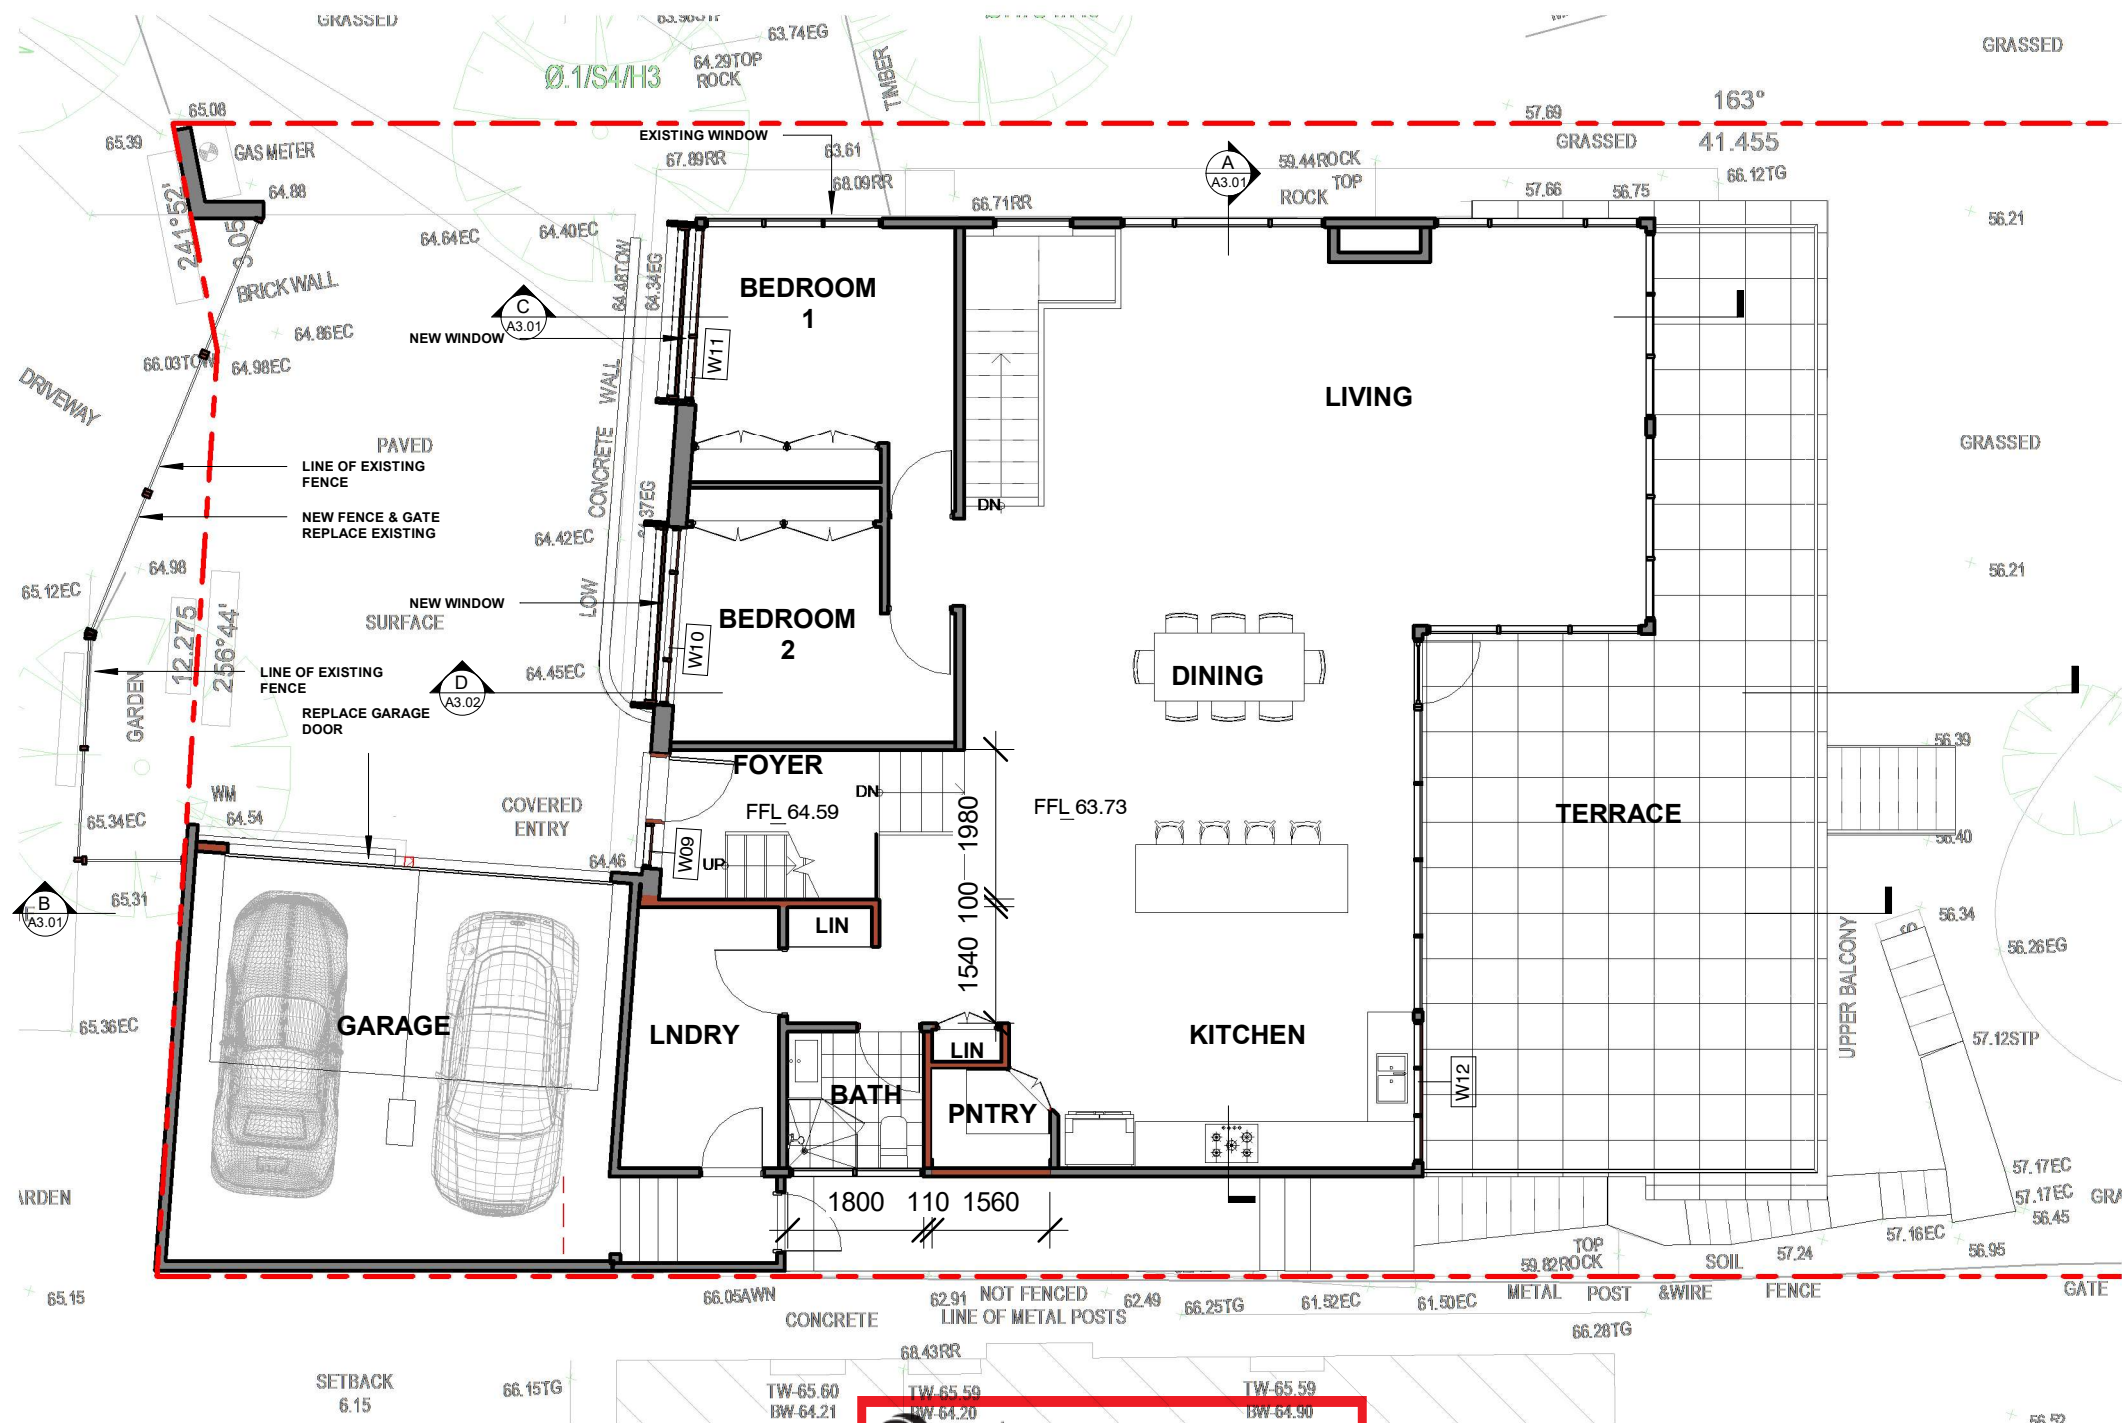 GRASSED
63.74EG
64.29TOP
ROCK
Ø.1/S4/H3
TIMBER
GRASSED
163°
57.69
65.08
65.39
GAS METER
64.88
EXISTING WINDOW
67.89RR
63.61
68.09RR
66.71RR
A
A3.01
59.44ROCK
TOP
ROCK
GRASSED
41.455
66.12TG
57.66
56.75
56.21
241°52'
3.05
BRICK WALL
64.64EC
64.40EC
64.48TOW
64.34EG
64.86EC
66.03TOW
64.98EC
DRIVEWAY
C
A3.01
NEW WINDOW
W11
BEDROOM
1
LIVING
PAVED
LINE OF EXISTING
FENCE
NEW FENCE & GATE
REPLACE EXISTING
LOW CONCRETE WALL
64.42EC
DN
GRASSED
56.21
64.98
65.12EC
12.275
256°44'
NEW WINDOW
SURFACE
W10
BEDROOM
2
DINING
LINE OF EXISTING
FENCE
GARDEN
D
A3.02
64.45EC
REPLACE GARAGE
DOOR
FOYER
FFL 64.59
DN
1980
FFL 63.73
TERRACE
56.39
56.40
WM
64.54
65.34EC
COVERED
ENTRY
64.46
W09
UP
65.31
B
A3.01
LIN
100
1540
56.34
56.26EG
UPPER BALCONY
57.12STP
65.36EC
GARAGE
LNDRY
BATH
LIN
PNTRY
KITCHEN
W12
1800
110
1560
57.17EC
57.17EC
56.45
57.16EC
56.95
57.24
SOIL
TOP
59.82ROCK
65.15
66.05AWN
CONCRETE
62.91
NOT FENCED
LINE OF METAL POSTS
62.49
66.25TG
61.52EC
61.50EC
METAL POST &WIRE FENCE
GATE
66.28TG
68.43RR
SETBACK
6.15
66.15TG
TW-65.60
BW-64.21
TW-65.59
BW-64.20
TW-65.59
BW-64.90